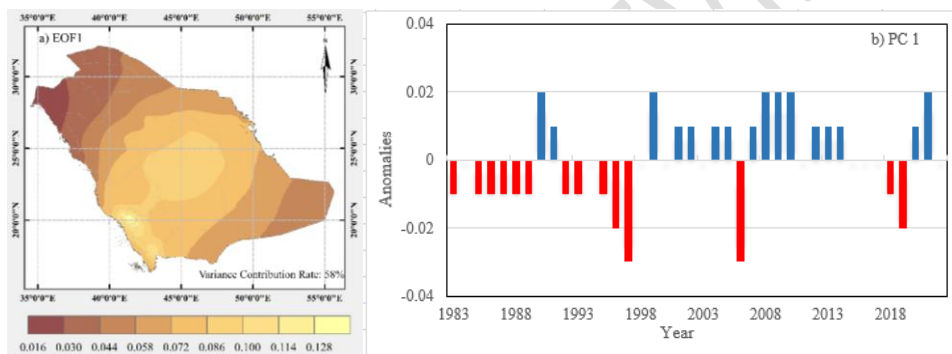 35°0'0"E 40°0'0"E 45°0'0"E 50°0'0"E 55°0'0"E
a) EOF1
N
30°0'0"N
25°0'0"N
20°0'0"N
30°0'0"N
25°0'0"N
20°0'0"N
Variance Contribution Rate: 58%
35°0'0"E 40°0'0"E 45°0'0"E 50°0'0"E 55°0'0"E
0.016 0.030 0.044 0.058 0.072 0.086 0.100 0.114 0.128
b) PC 1
Anomalies
0.04
0.02
0
-0.02
-0.04
1983 1988 1993 1998 2003 2008 2013 2018
Year